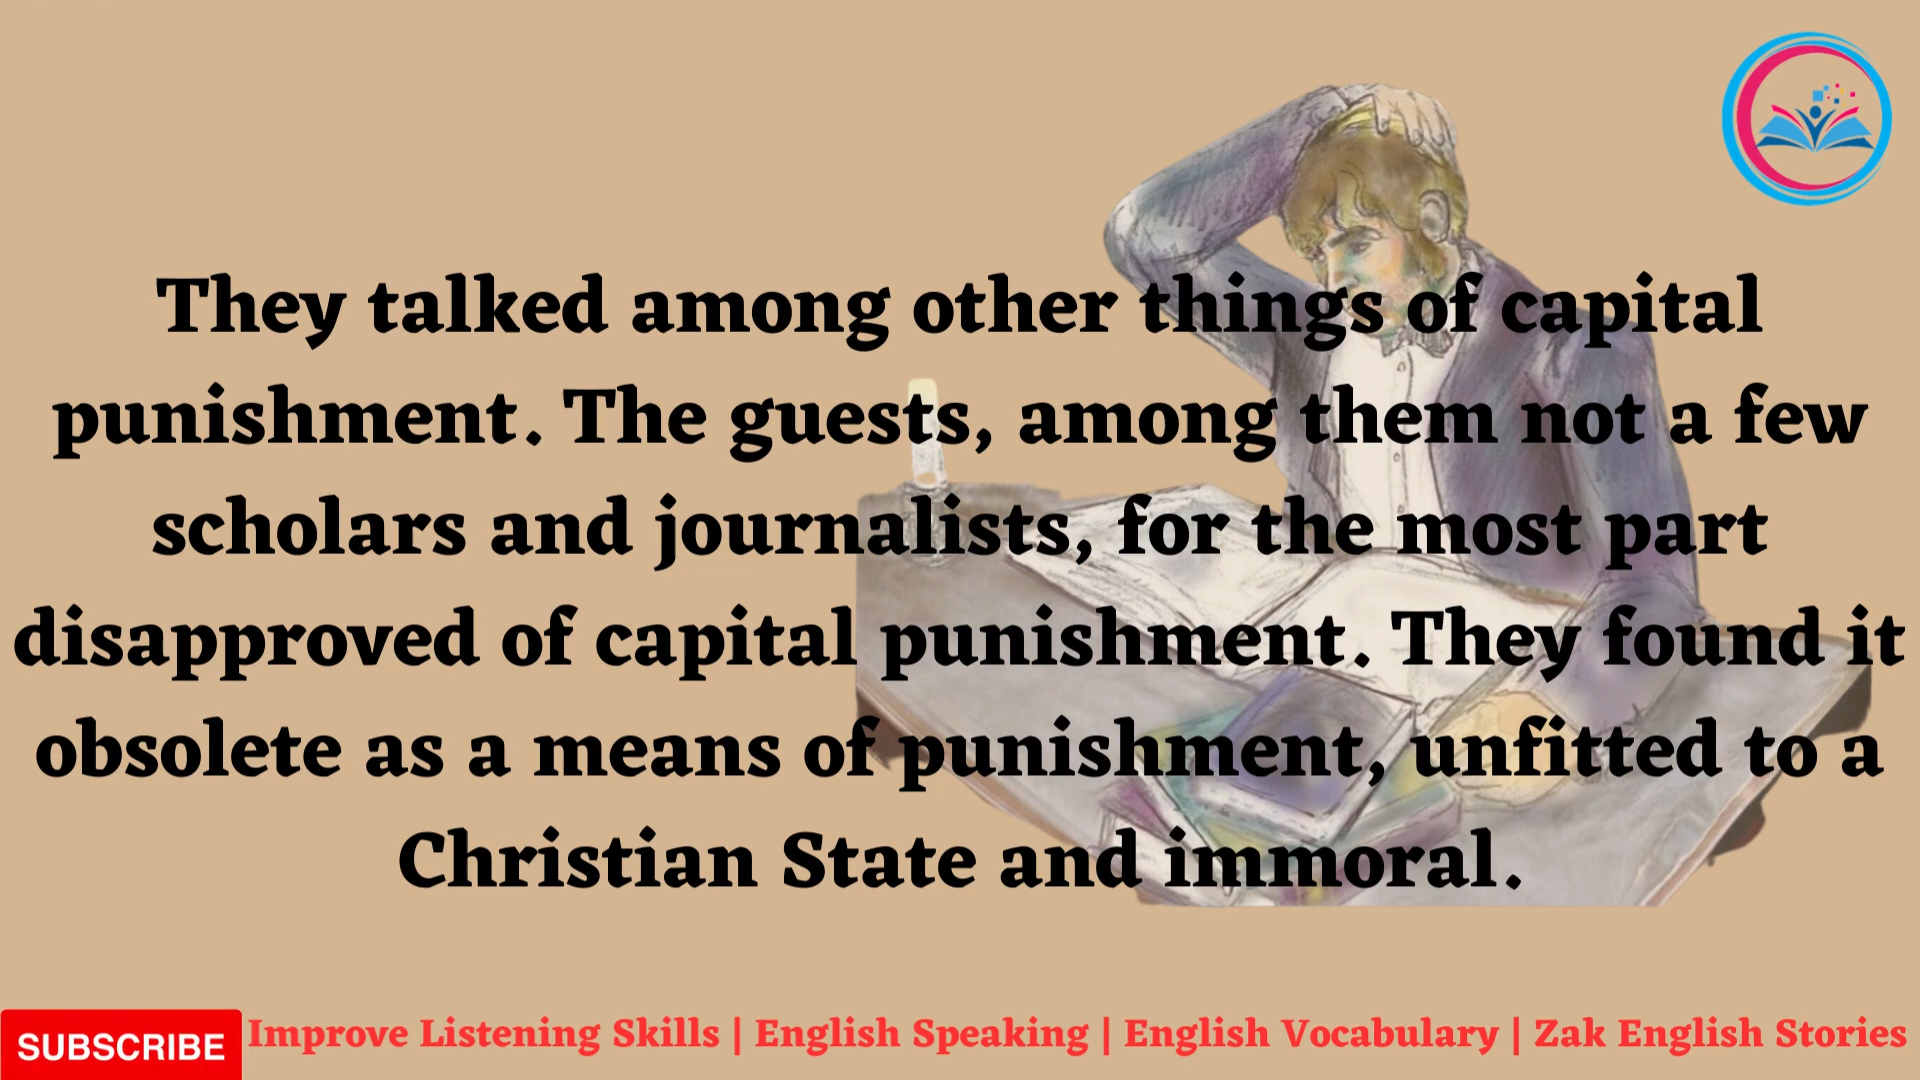 They talked among other things of capital
punishment. The guests, among them not a few
scholars and journalists, for the most part
disapproved of capital punishment. They found it
obsolete as a means of punishment, unfitted to a
Christian State and immoral.
SUBSCRIBE
Improve Listening Skills | English Speaking | English Vocabulary | Zak English Stories